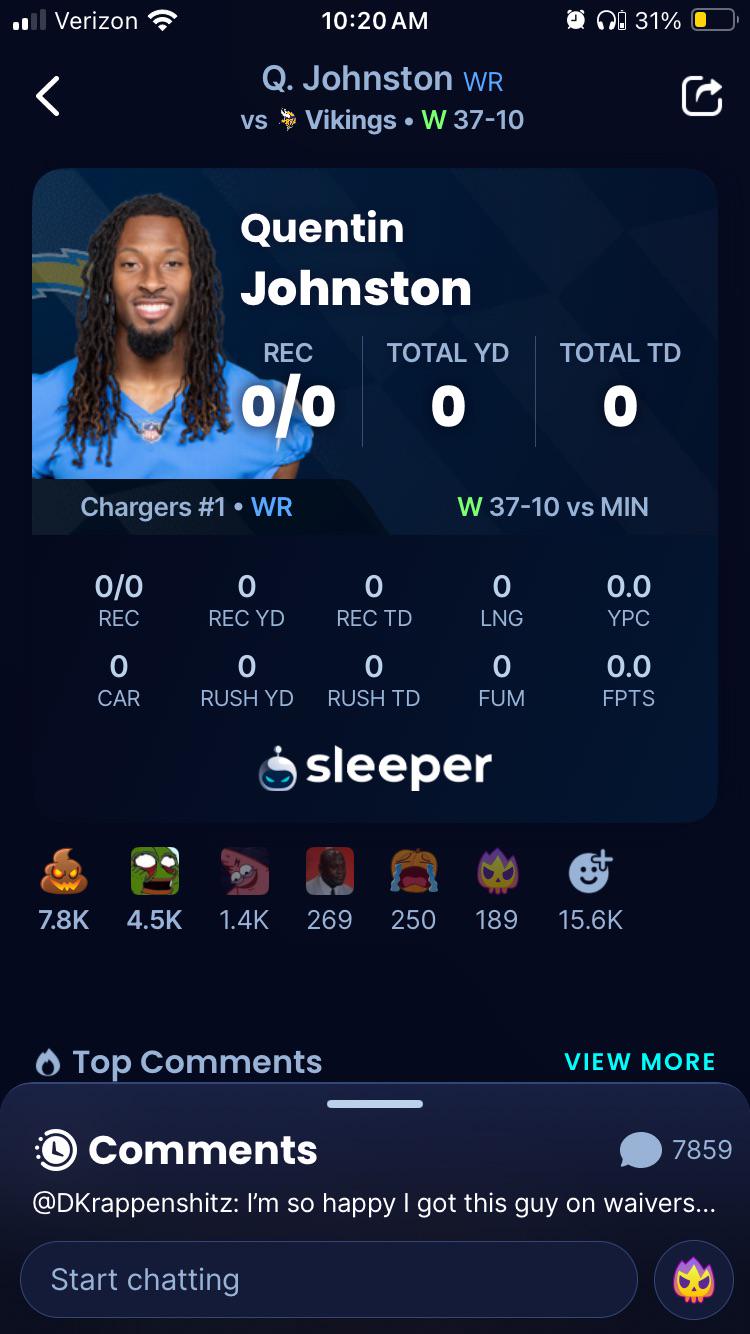 Verizon 10:20 AM 31%
Q. Johnston WR
vs Vikings • W 37-10
Quentin
Johnston
REC TOTAL YD TOTAL TD
0/0 0 0
Chargers #1 • WR W 37-10 vs MIN
0/0 0 0 0 0.0
REC REC YD REC TD LNG YPC
0 0 0 0 0.0
CAR RUSH YD RUSH TD FUM FPTS
sleeper
7.8K 4.5K 1.4K 269 250 189 15.6K
Top Comments VIEW MORE
Comments 7859
@DKrappenshitz: I’m so happy I got this guy on waivers...
Start chatting